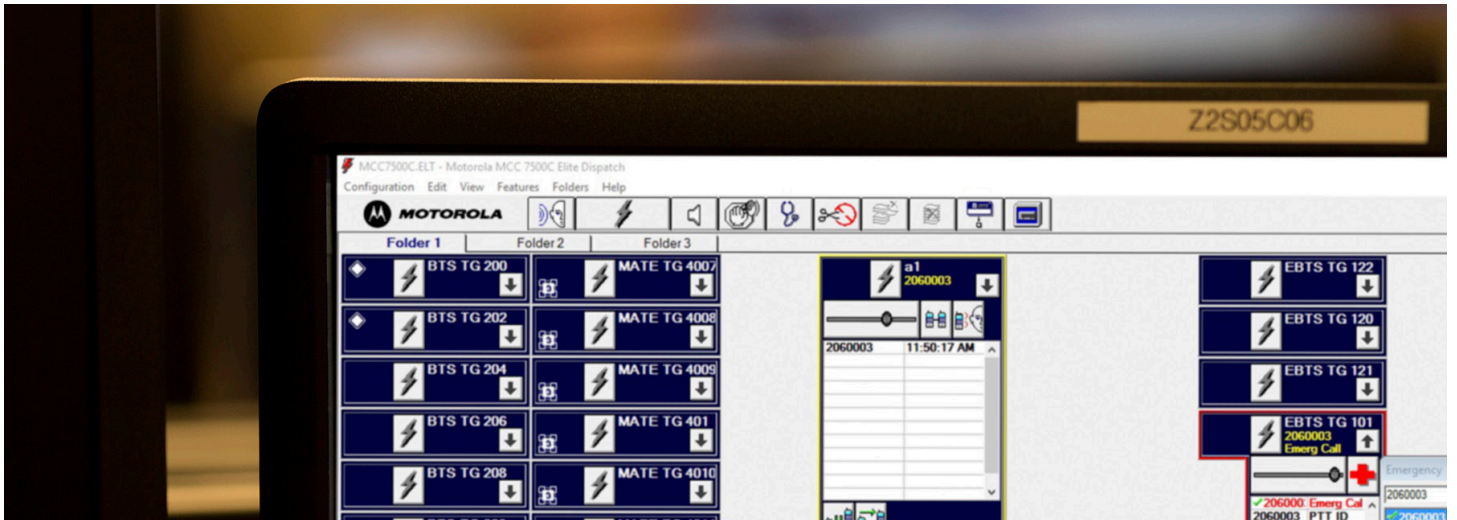 Z2S05C06
MCC7500C.ELT - Motorola MCC 7500C Elite Dispatch
Configuration Edit View Features Folders Help
MOTOROLA
Folder 1 Folder 2 Folder 3
BTS TG 200
MATE TG 4007
a1
2060003
EBTS TG 122
BTS TG 202
MATE TG 4008
EBTS TG 120
2060003 11:50:17 AM
BTS TG 204
MATE TG 4009
EBTS TG 121
BTS TG 206
MATE TG 401
EBTS TG 101
2060003
Emerg Call
BTS TG 208
MATE TG 4010
Emergency
2060003
206000 Emerg Cal
2060003 PTT ID
2060003